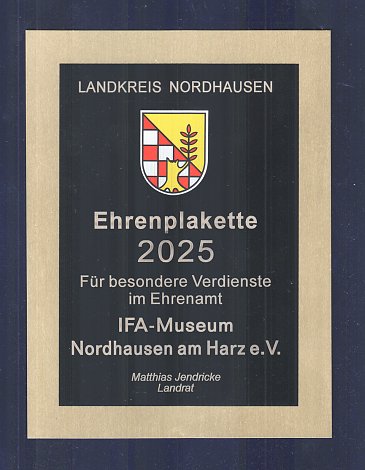 LANDKREIS NORDHAUSEN
Ehrenplakette
2025
Für besondere Verdienste
im Ehrenamt
IFA-Museum
Nordhausen am Harz e.V.
Matthias Jendricke
Landrat